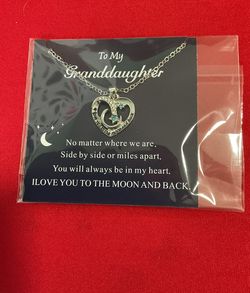 To My
Granddaughter
No matter where we are,
Side by side or miles apart,
You will always be in my heart,
ILOVE YOU TO THE MOON AND BACK.